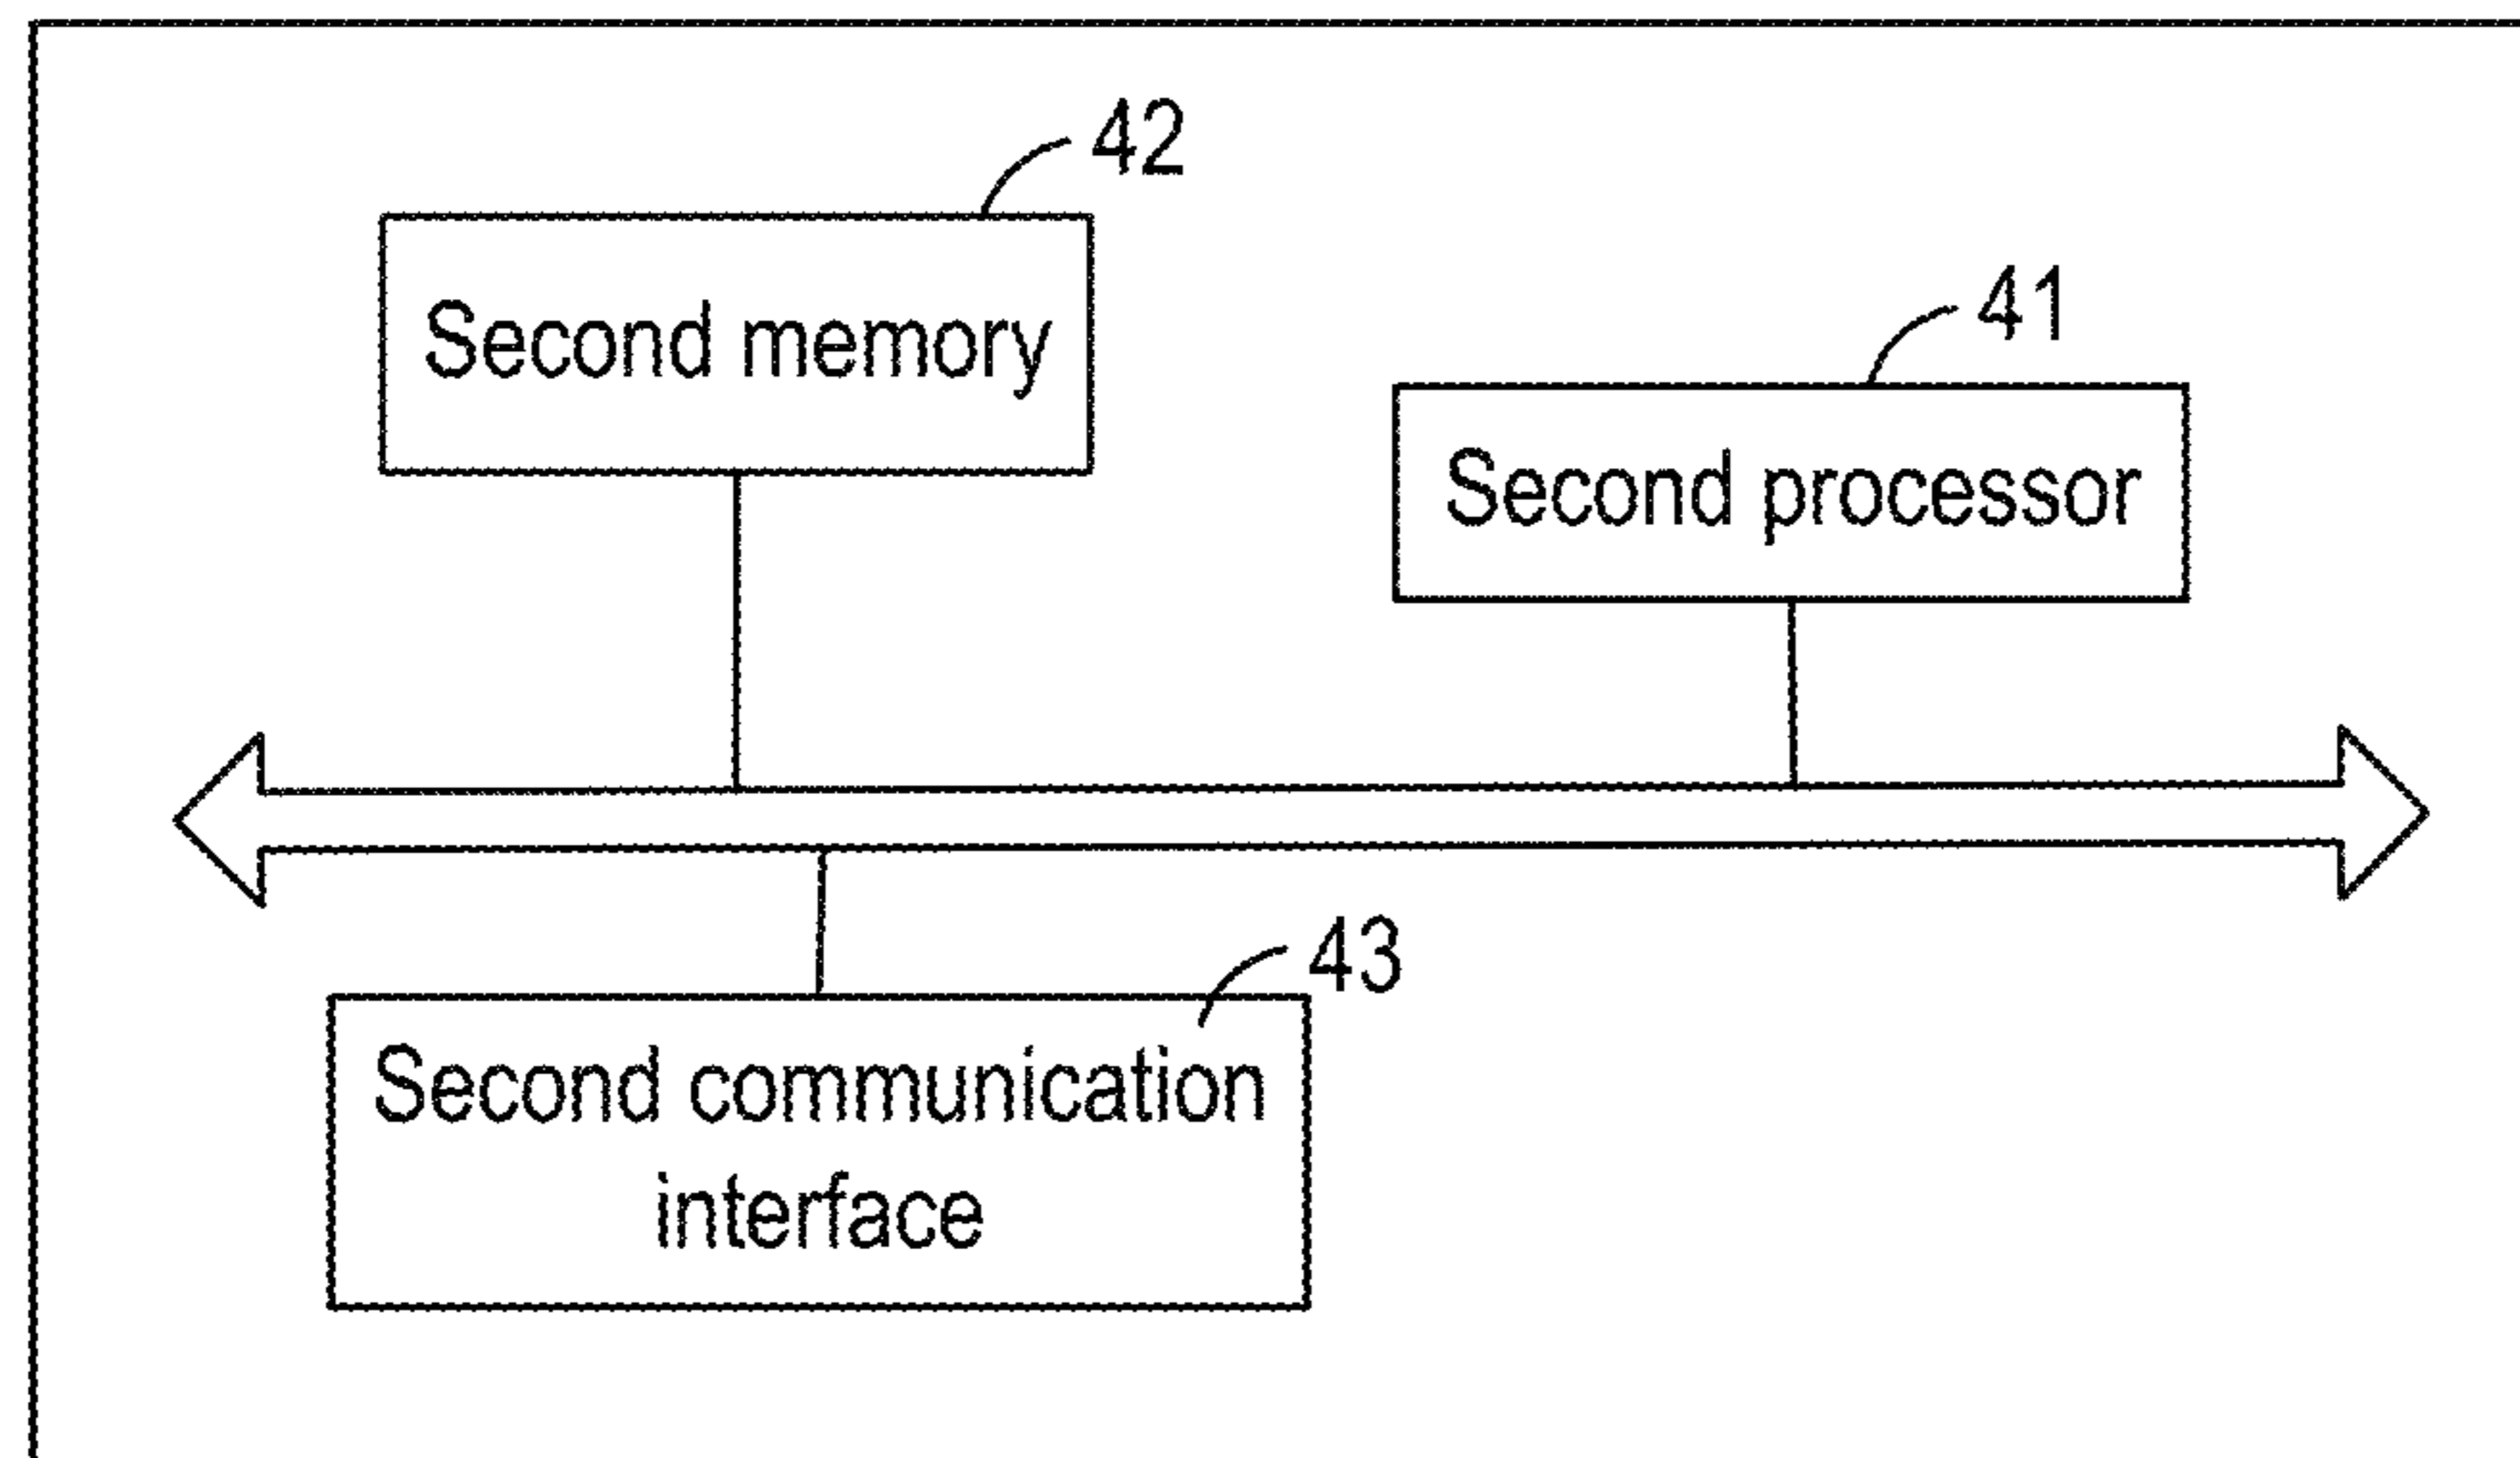 42
Second memory
41
Second processor
43
Second communication
interface